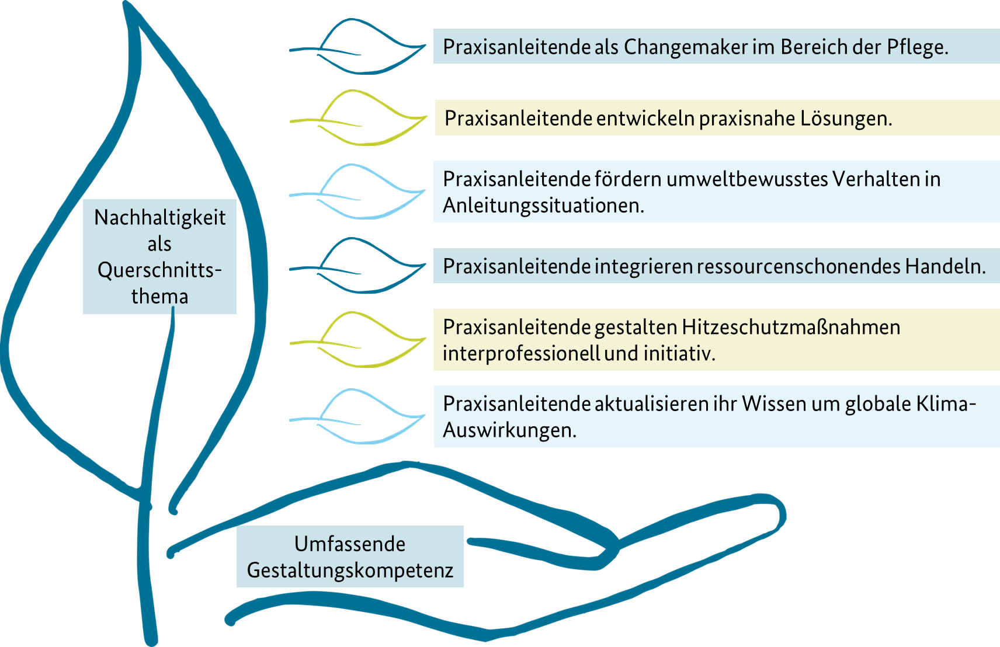 Praxisanleitende als Changemaker im Bereich der Pflege.
Praxisanleitende entwickeln praxisnahe Lösungen.
Praxisanleitende fördern umweltbewusstes Verhalten in
Anleitungssituationen.
Praxisanleitende integrieren ressourcenschonendes Handeln.
Praxisanleitende gestalten Hitzeschutzmaßnahmen
interprofessionell und initiativ.
Praxisanleitende aktualisieren ihr Wissen um globale Klima-
Auswirkungen.
Nachhaltigkeit
als
Querschnitts-
thema
Umfassende
Gestaltungskompetenz